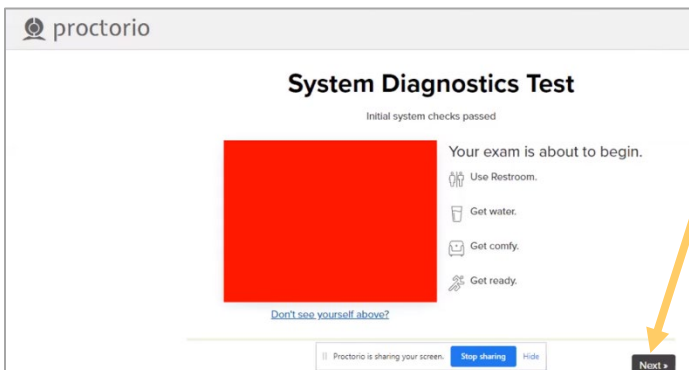 proctorio
System Diagnostics Test
Initial system checks passed
Your exam is about to begin.
Use Restroom.
Get water.
Get comfy.
Get ready.
Don't see yourself above?
Proctorio is sharing your screen. Stop sharing Hide
Next »